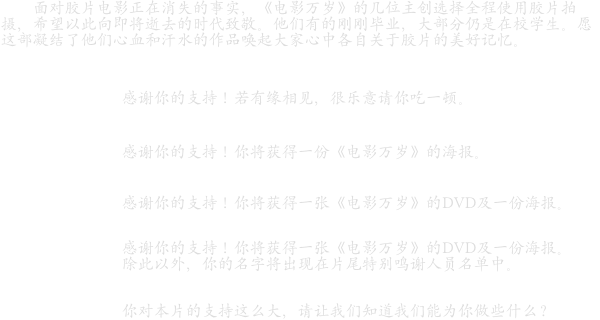 面对胶片电影正在消失的事实，《电影万岁》的几位主创选择全程使用胶片拍
摄，希望以此向即将逝去的时代致敬。他们有的刚刚毕业，大部分仍是在校学生。愿
这部凝结了他们心血和汗水的作品唤起大家心中各自关于胶片的美好记忆。
感谢你的支持！若有缘相见，很乐意请你吃一顿。
感谢你的支持！你将获得一份《电影万岁》的海报。
感谢你的支持！你将获得一张《电影万岁》的DVD及一份海报。
感谢你的支持！你将获得一张《电影万岁》的DVD及一份海报。
除此以外，你的名字将出现在片尾特别鸣谢人员名单中。
你对本片的支持这么大，请让我们知道我们能为你做些什么？